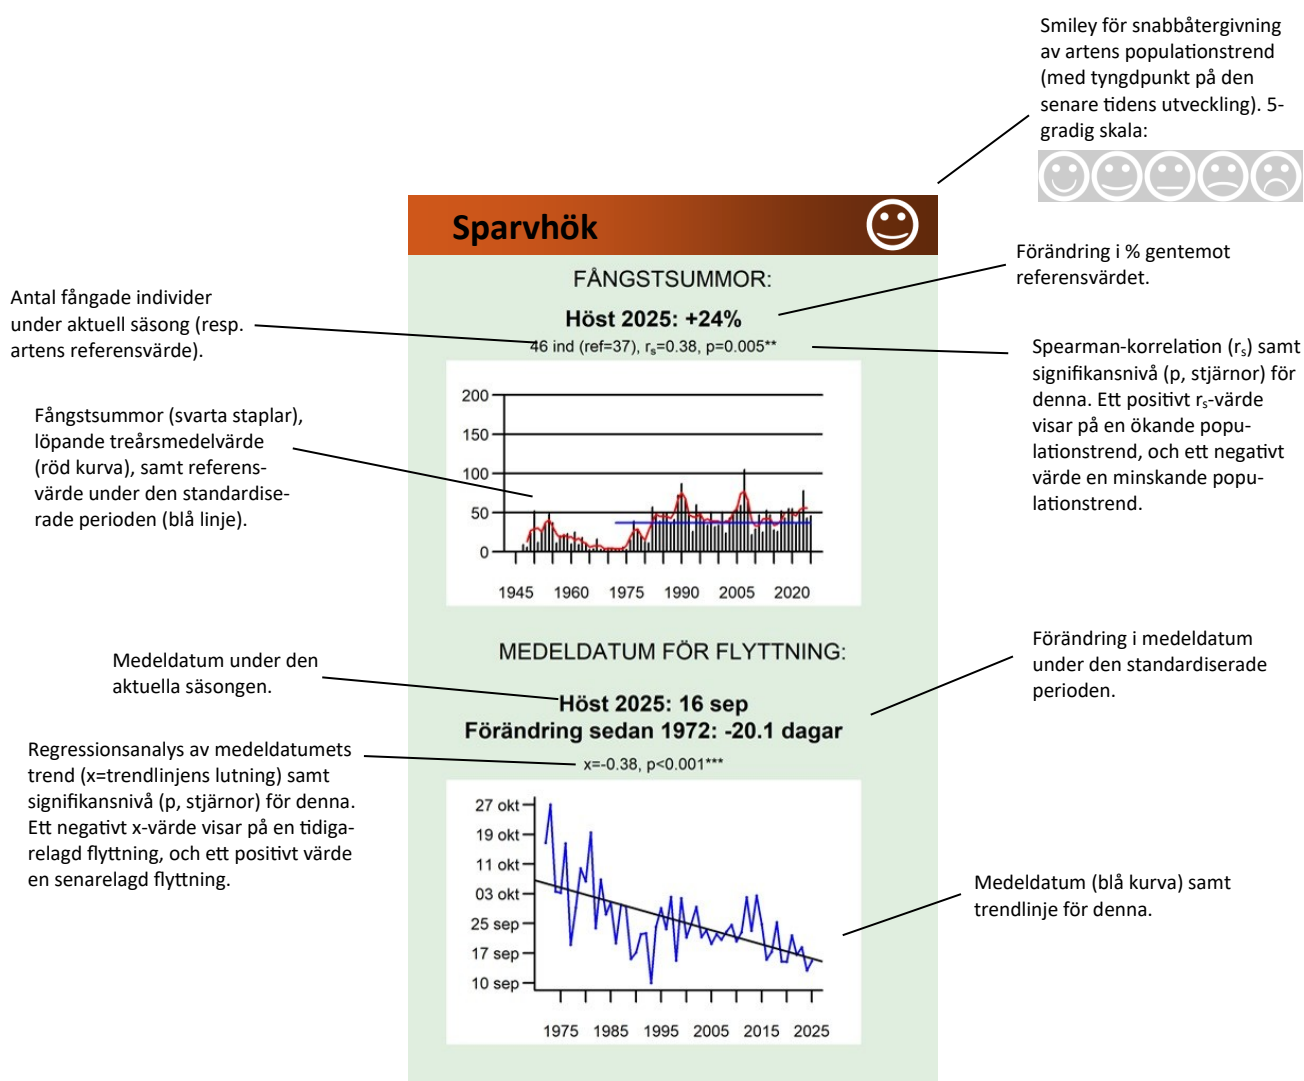 Smiley för snabbåtergivning
av artens populationstrend
(med tyngdpunkt på den
senare tidens utveckling). 5-
gradig skala:
Sparvhök
FÅNGSTSUMMOR:
Höst 2025: +24%
46 ind (ref=37), rₛ=0.38, p=0.005**
Förändring i % gentemot
referensvärdet.
Antal fångade individer
under aktuell säsong (resp.
artens referensvärde).
Spearman-korrelation (rₛ) samt
signifikansnivå (p, stjärnor) för
denna. Ett positivt rₛ-värde
visar på en ökande popu-
lationstrend, och ett negativt
värde en minskande popu-
lationstrend.
Fångstsummor (svarta staplar),
löpande treårsmedelvärde
(röd kurva), samt referens-
värde under den standardise-
rade perioden (blå linje).
200
150
100
50
0
1945 1960 1975 1990 2005 2020
MEDELDATUM FÖR FLYTTNING:
Höst 2025: 16 sep
Förändring sedan 1972: -20.1 dagar
x=-0.38, p<0.001***
Medeldatum under den
aktuella säsongen.
Förändring i medeldatum
under den standardiserade
perioden.
Regressionsanalys av medeldatumets
trend (x=trendlinjens lutning) samt
signifikansnivå (p, stjärnor) för denna.
Ett negativt x-värde visar på en tidiga-
relagd flyttning, och ett positivt värde
en senarelagd flyttning.
27 okt
19 okt
11 okt
03 okt
25 sep
17 sep
10 sep
1975 1985 1995 2005 2015 2025
Medeldatum (blå kurva) samt
trendlinje för denna.